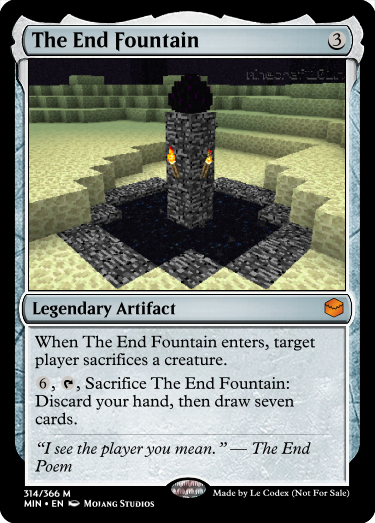 The End Fountain 3
minecraft101.net
Legendary Artifact
When The End Fountain enters, target
player sacrifices a creature.
6, , Sacrifice The End Fountain:
Discard your hand, then draw seven
cards.
“I see the player you mean.” — The End
Poem
314/366 M
MIN • EN Mojang Studios
Made by Le Codex (Not For Sale)